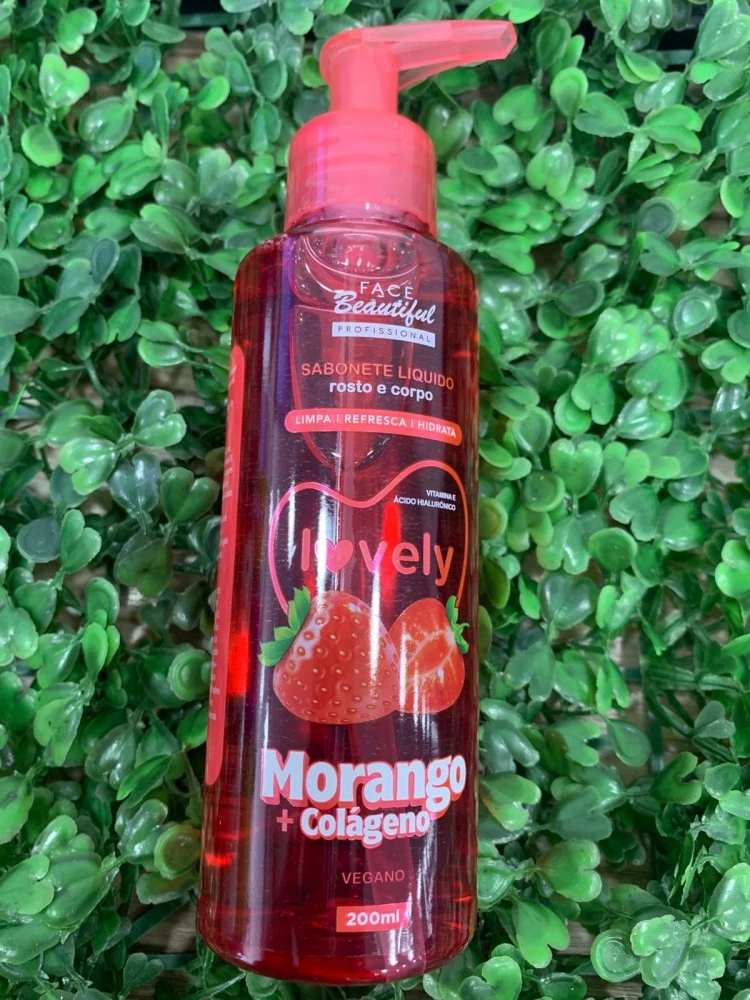 FACE
Beautiful
PROFISSIONAL
SABONETE LIQUIDO
rosto e corpo
LIMPA | REFRESCA | HIDRATA
VITAMINA E
ÁCIDO HIALURÔNICO
lovely
Morango
+ Colágeno
VEGANO
200ml